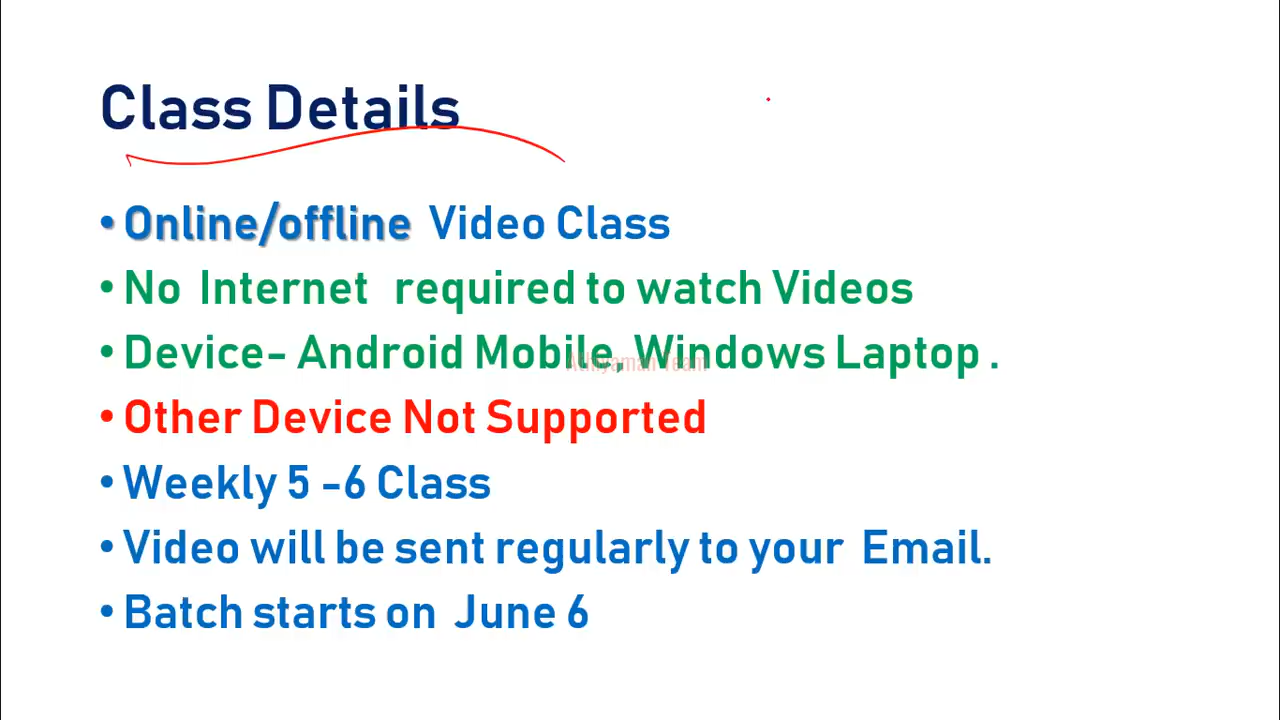 Class Details
• Online/offline Video Class
• No Internet required to watch Videos
• Device- Android Mobile, Windows Laptop .
Athiyaman Team
• Other Device Not Supported
• Weekly 5 -6 Class
• Video will be sent regularly to your Email.
• Batch starts on June 6